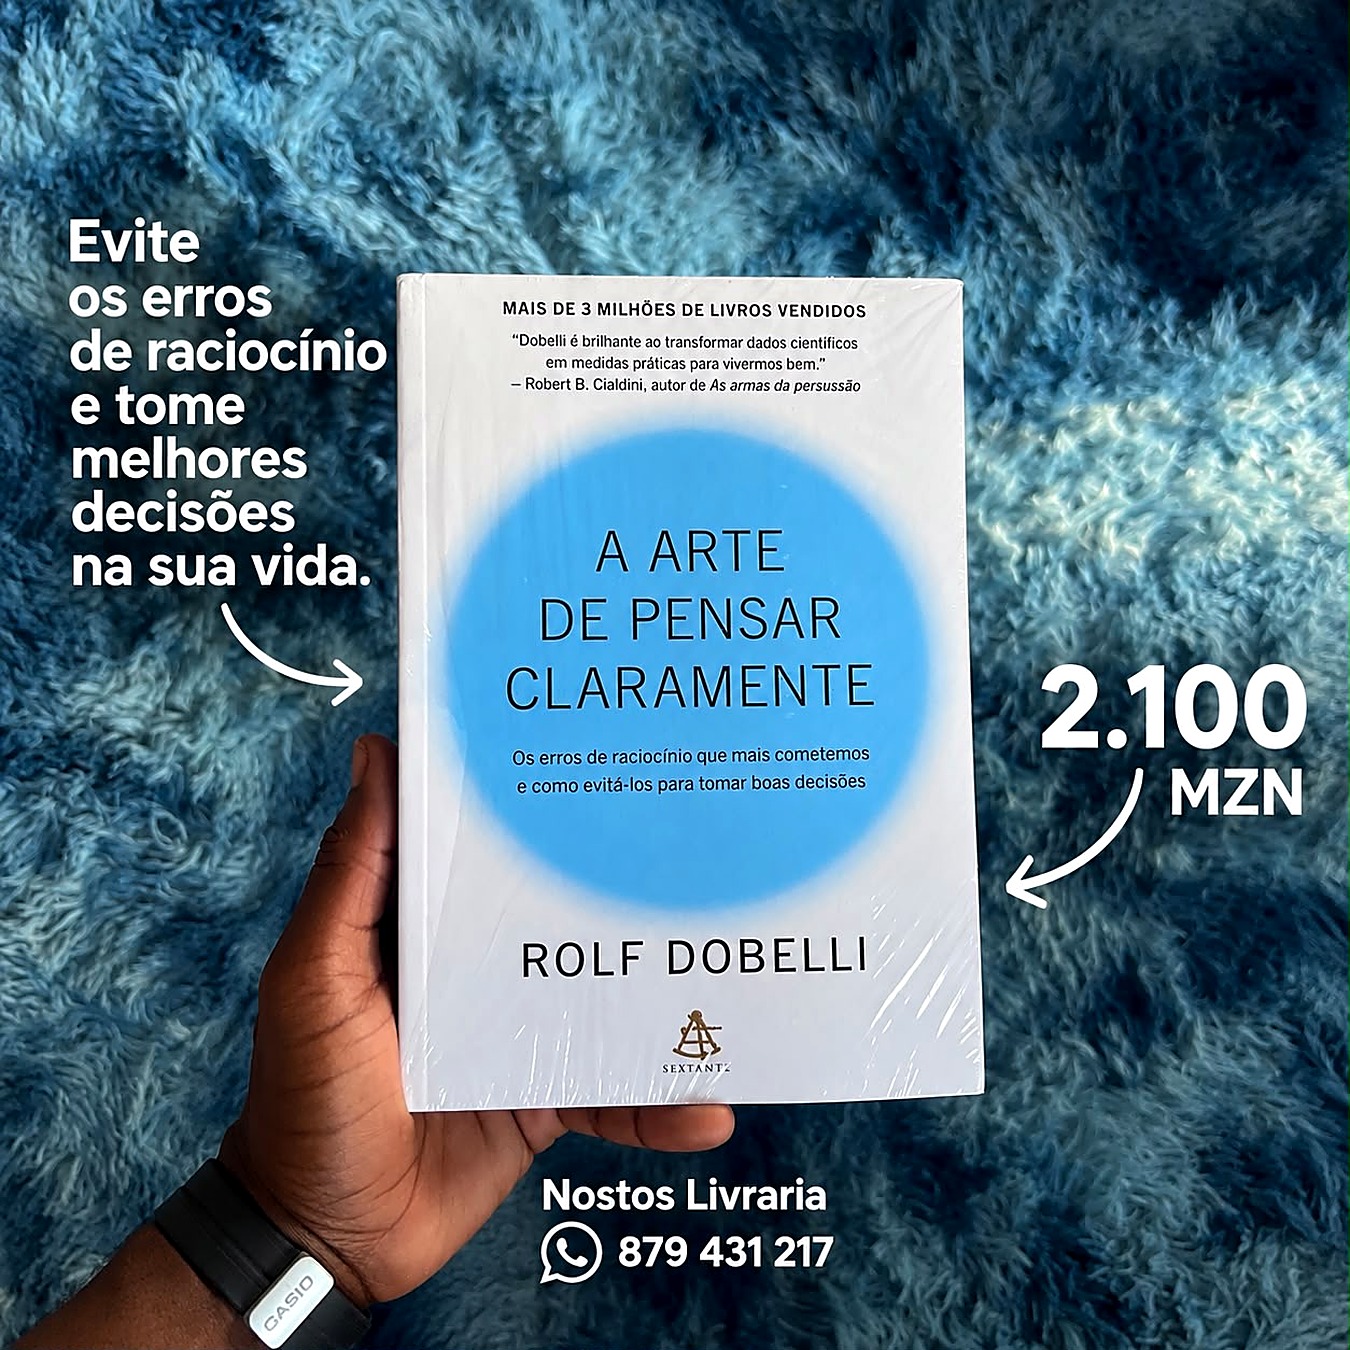 Evite
os erros
de raciocínio
e tome
melhores
decisões
na sua vida.
MAIS DE 3 MILHÕES DE LIVROS VENDIDOS
“Dobelli é brilhante ao transformar dados científicos
em medidas práticas para vivermos bem.”
– Robert B. Cialdini, autor de As armas da persussão
A ARTE
DE PENSAR
CLARAMENTE
Os erros de raciocínio que mais cometemos
e como evitá-los para tomar boas decisões
ROLF DOBELLI
SEXTANTE
2.100
MZN
Nostos Livraria
879 431 217
CASIO